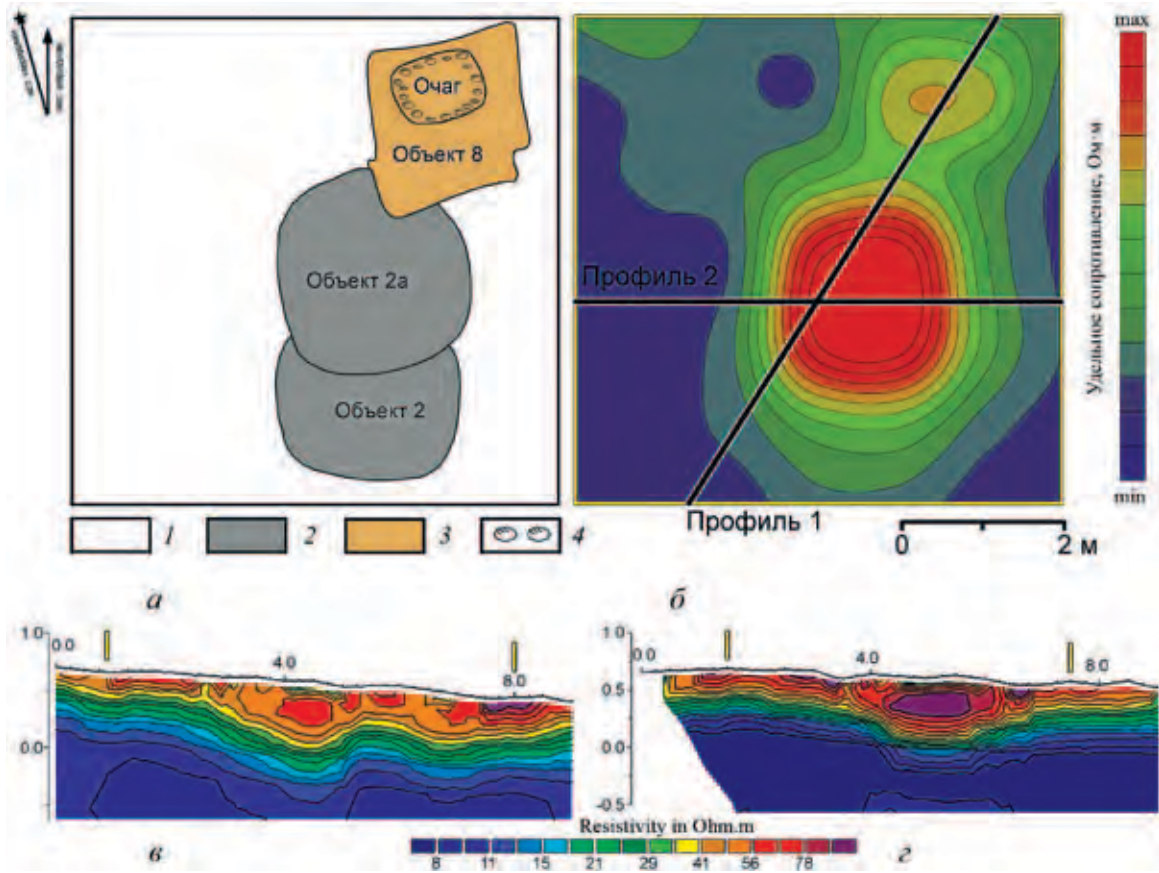 Очаг
Объект 8
Объект 2а
Объект 2
1 2 3 4
а
max
Удельное сопротивление, Ом·м
min
Профиль 2
Профиль 1
0 2 м
б
1.0
0.0
4.0
8.0
0.0
в
1.0
0.0
4.0
8.0
0.5
0.0
-0.5
Resistivity in Ohm.m
8 11 15 21 29 41 56 78
г